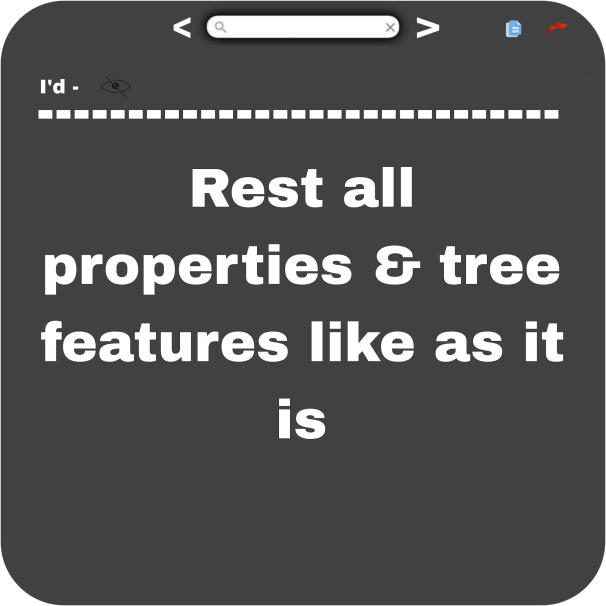 < >
I'd -
Rest all
properties & tree
features like as it
is